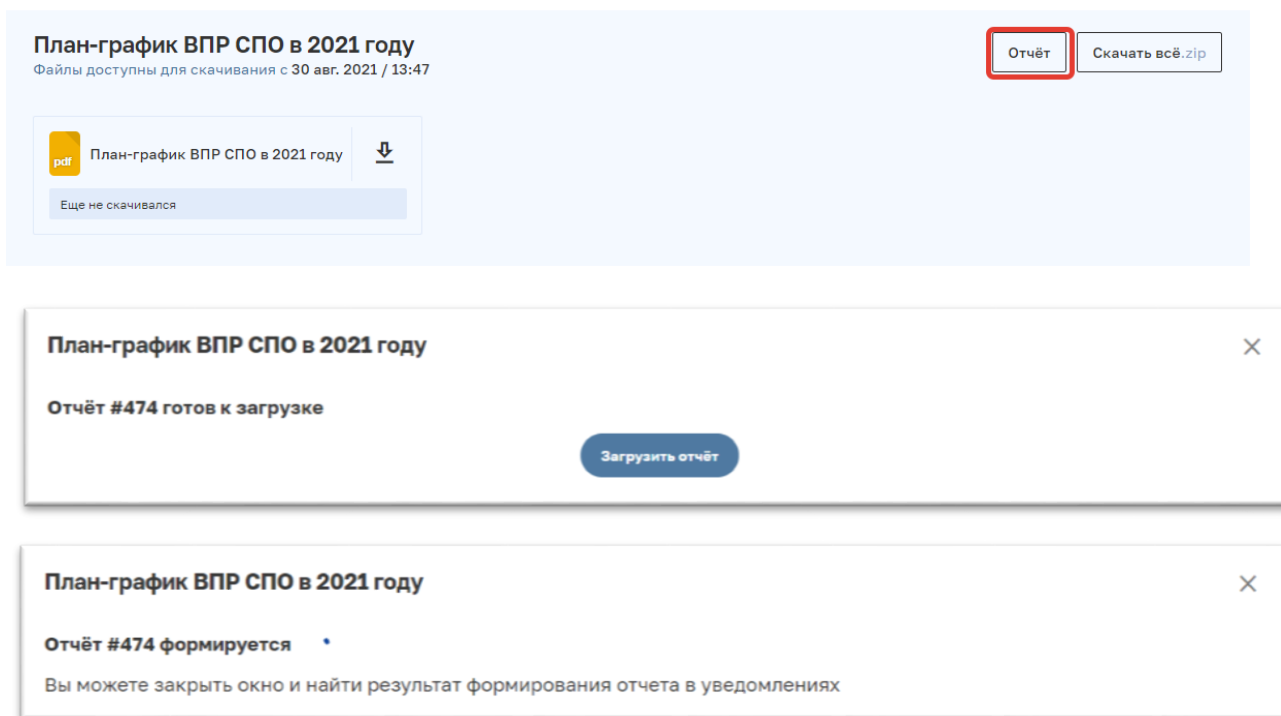 План-график ВПР СПО в 2021 году
Файлы доступны для скачивания с 30 авг. 2021 / 13:47
Отчёт
Скачать всё.zip
pdf
План-график ВПР СПО в 2021 году
Еще не скачивался
План-график ВПР СПО в 2021 году
Отчёт #474 готов к загрузке
Загрузить отчёт
План-график ВПР СПО в 2021 году
Отчёт #474 формируется
Вы можете закрыть окно и найти результат формирования отчета в уведомлениях